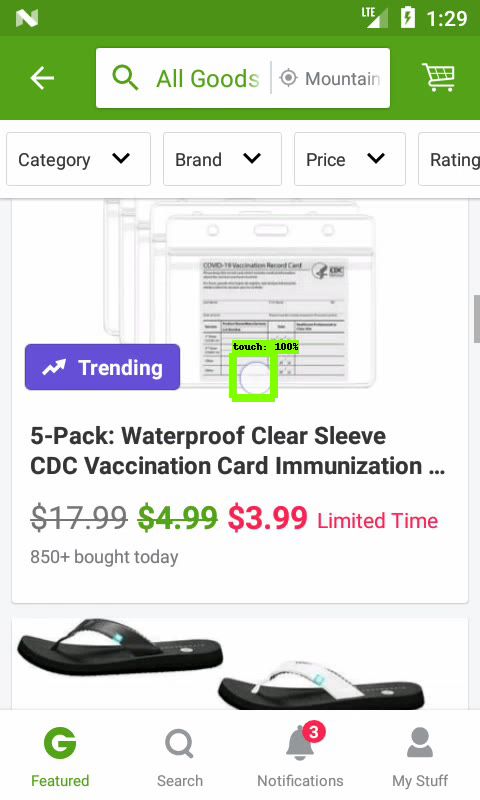 LTE 1:29
All Goods Mountain
Category Brand Price Rating
COVID-19 Vaccination Record Card
CDC
touch: 100%
Trending
5-Pack: Waterproof Clear Sleeve
CDC Vaccination Card Immunization ...
$17.99 $4.99 $3.99 Limited Time
850+ bought today
G 3
Featured Search Notifications My Stuff